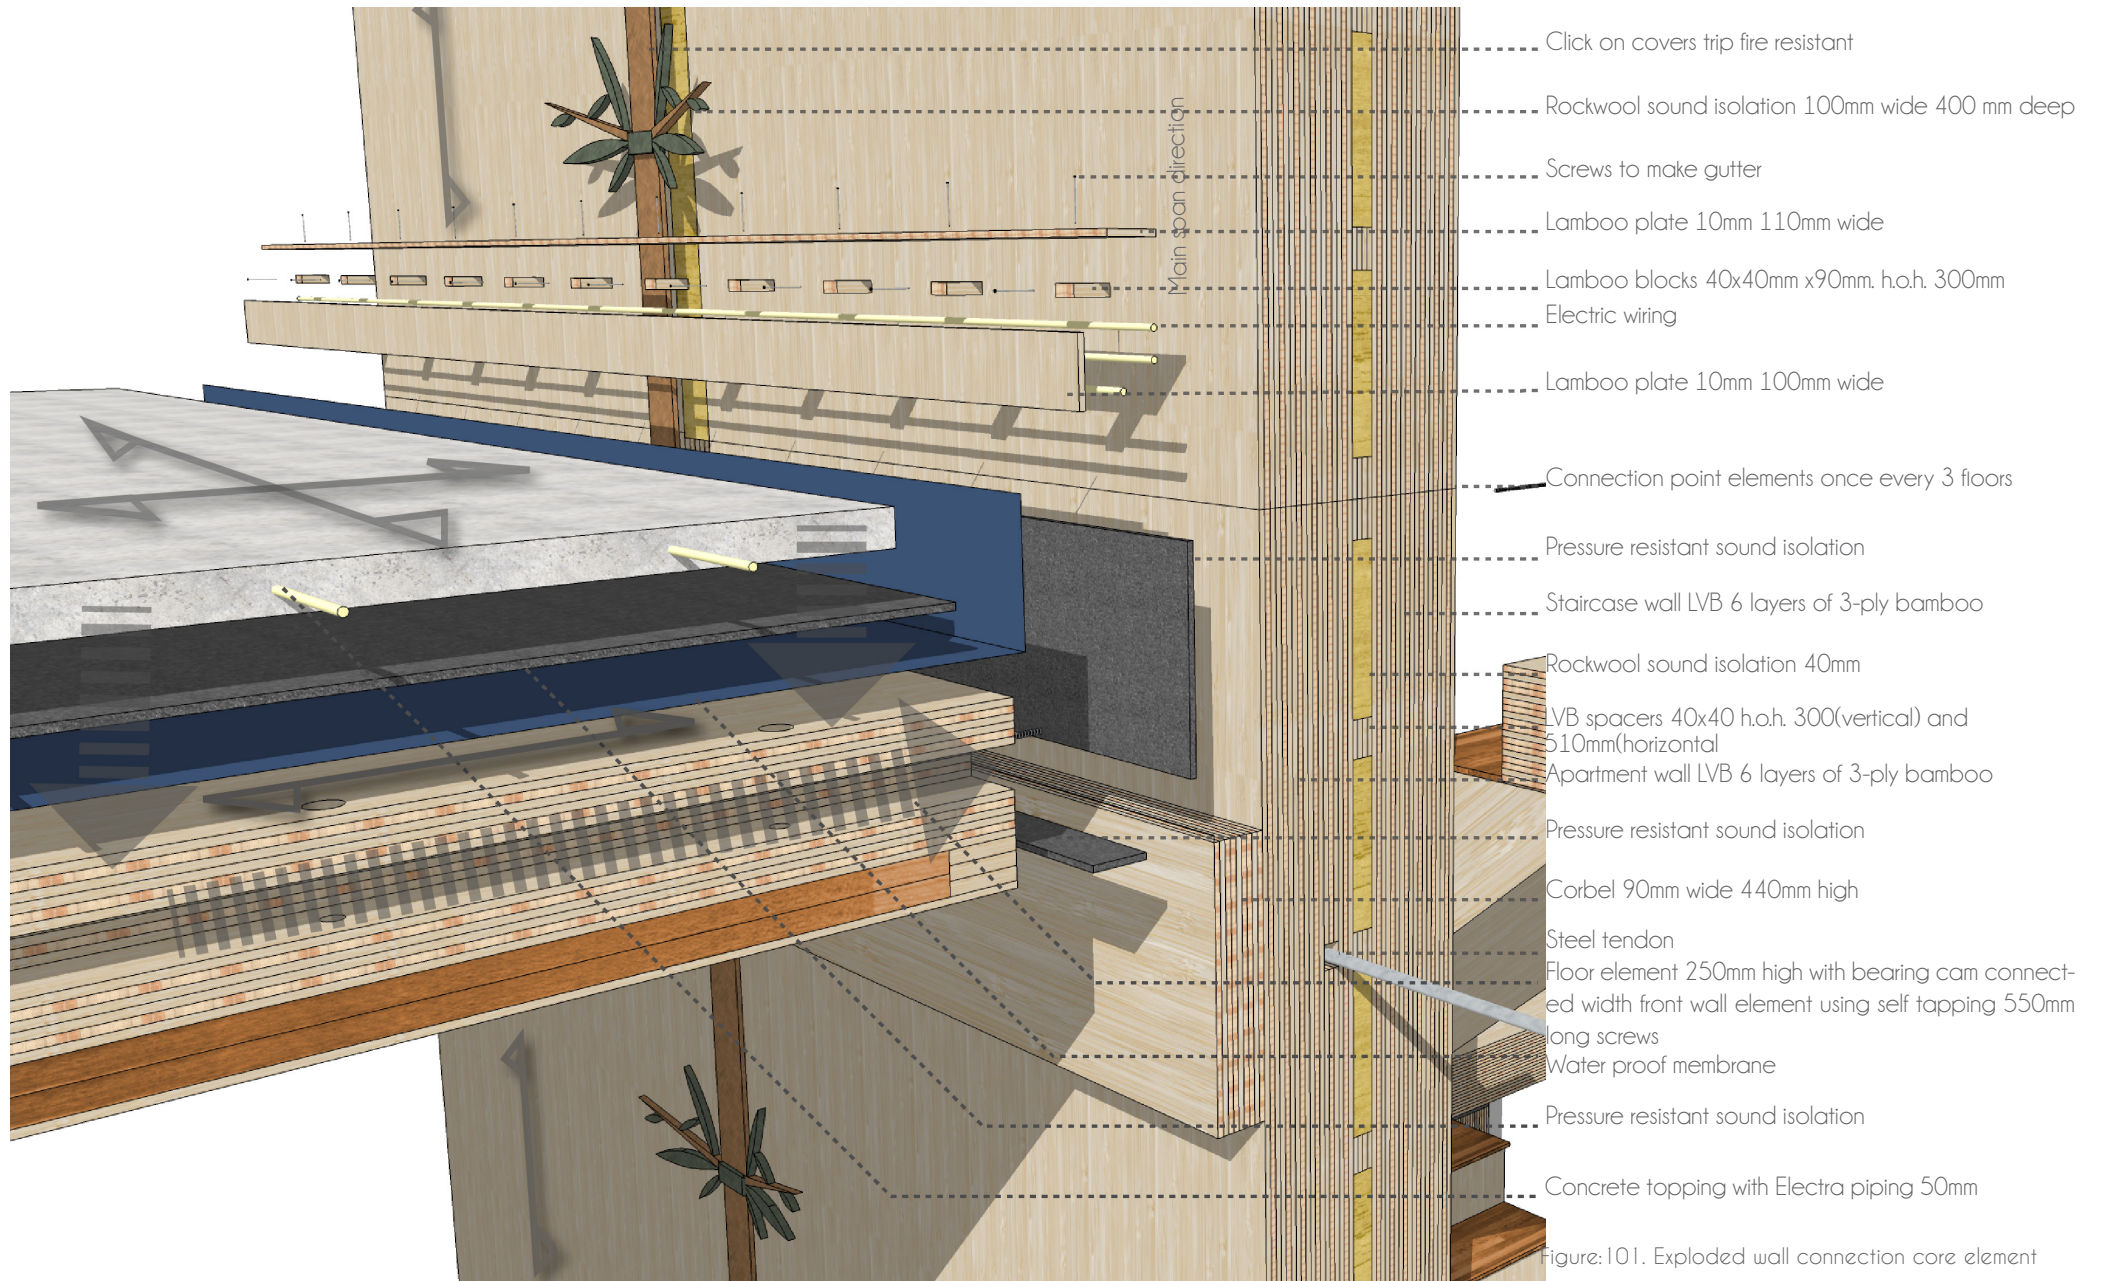 Click on covers trip fire resistant
Rockwool sound isolation 100mm wide 400 mm deep
Main span direction
Screws to make gutter
Lamboo plate 10mm 110mm wide
Lamboo blocks 40x40mm x90mm. h.o.h. 300mm
Electric wiring
Lamboo plate 10mm 100mm wide
Connection point elements once every 3 floors
Pressure resistant sound isolation
Staircase wall LVB 6 layers of 3-ply bamboo
Rockwool sound isolation 40mm
LVB spacers 40x40 h.o.h. 300(vertical) and
510mm(horizontal
Apartment wall LVB 6 layers of 3-ply bamboo
Pressure resistant sound isolation
Corbel 90mm wide 440mm high
Steel tendon
Floor element 250mm high with bearing cam connect-
ed width front wall element using self tapping 550mm
long screws
Water proof membrane
Pressure resistant sound isolation
Concrete topping with Electra piping 50mm
Figure:101. Exploded wall connection core element